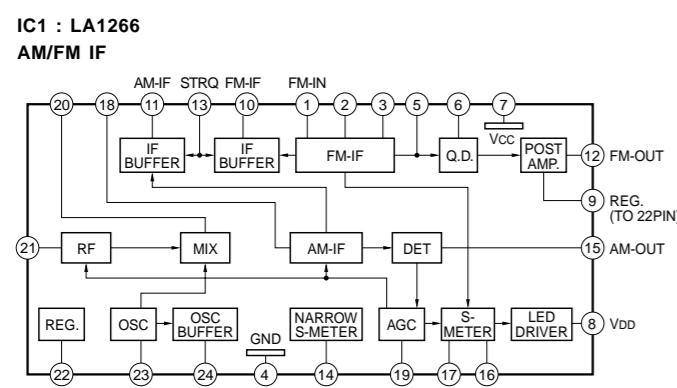 IC1 : LA1266
AM/FM IF
AM-IF STRQ FM-IF FM-IN
20 18 11 13 10 1 2 3 5 6 7
VCC
IF
BUFFER
IF
BUFFER
FM-IF
Q.D.
POST
AMP.
12 FM-OUT
9 REG.
(TO 22PIN)
21 RF MIX AM-IF DET 15 AM-OUT
REG.
OSC
OSC
BUFFER
GND
NARROW
S-METER
AGC
S-
METER
LED
DRIVER
8 VDD
22 23 24 4 14 19 17 16